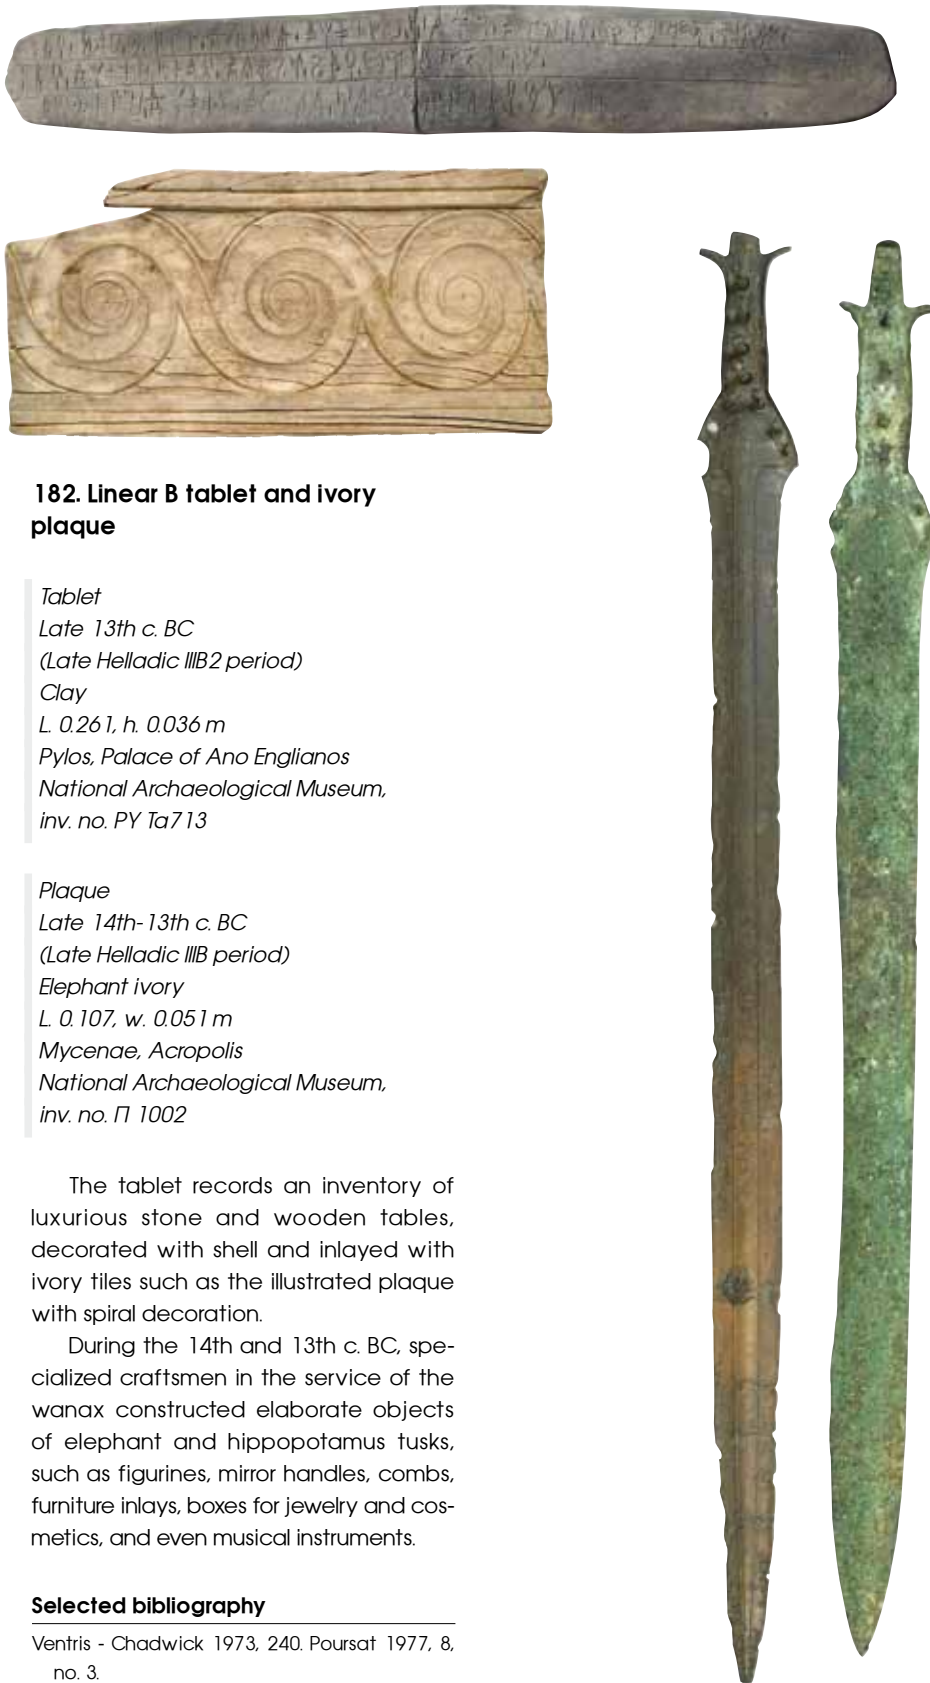 182. Linear B tablet and ivory
plaque
Tablet
Late 13th c. BC
(Late Helladic IIIB2 period)
Clay
L. 0.261, h. 0.036 m
Pylos, Palace of Ano Englianos
National Archaeological Museum,
inv. no. PY Ta713
Plaque
Late 14th-13th c. BC
(Late Helladic IIIB period)
Elephant ivory
L. 0.107, w. 0.051 m
Mycenae, Acropolis
National Archaeological Museum,
inv. no. Π 1002
The tablet records an inventory of
luxurious stone and wooden tables,
decorated with shell and inlayed with
ivory tiles such as the illustrated plaque
with spiral decoration.
During the 14th and 13th c. BC, spe-
cialized craftsmen in the service of the
wanax constructed elaborate objects
of elephant and hippopotamus tusks,
such as figurines, mirror handles, combs,
furniture inlays, boxes for jewelry and cos-
metics, and even musical instruments.
Selected bibliography
Ventris - Chadwick 1973, 240. Poursat 1977, 8,
no. 3.